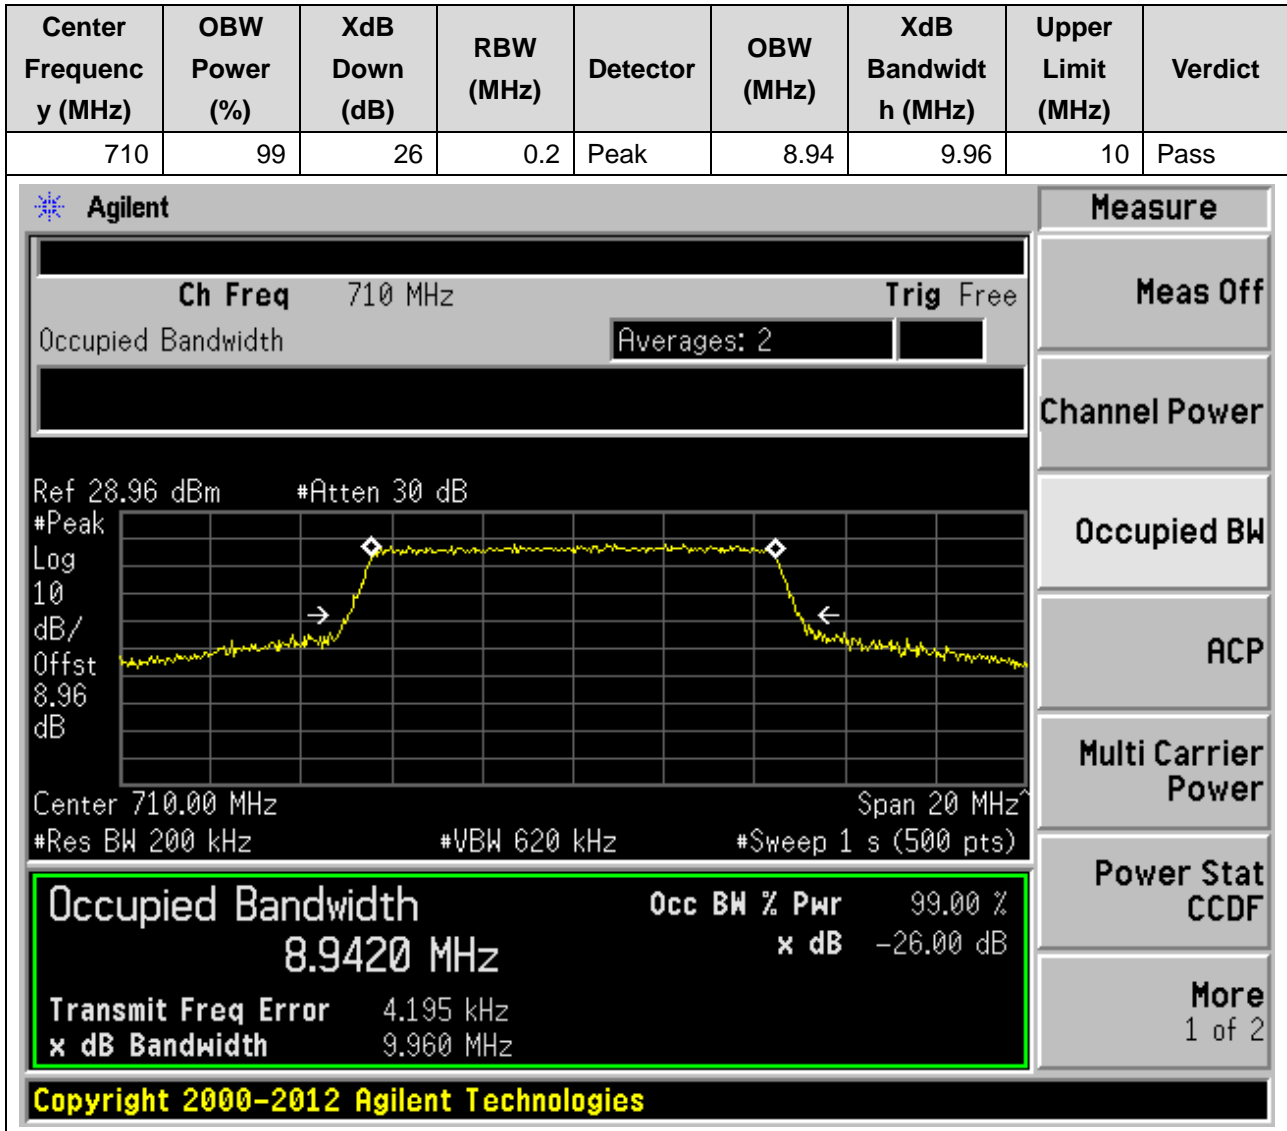 Center Frequenc y (MHz) OBW Power (%) XdB Down (dB) RBW (MHz) Detector OBW (MHz) XdB Bandwidt h (MHz) Upper Limit (MHz) Verdict
710 99 26 0.2 Peak 8.94 9.96 10 Pass
Agilent
Measure
Ch Freq 710 MHz Trig Free
Meas Off
Occupied Bandwidth Averages: 2
Channel Power
Ref 28.96 dBm #Atten 30 dB
#Peak
Log
10
dB/
Offst
8.96
dB
Occupied BW
ACP
Multi Carrier
Power
Center 710.00 MHz Span 20 MHz^
#Res BW 200 kHz #VBW 620 kHz #Sweep 1 s (500 pts)
Power Stat
CCDF
Occupied Bandwidth Occ BW % Pwr 99.00 %
8.9420 MHz x dB -26.00 dB
Transmit Freq Error 4.195 kHz
x dB Bandwidth 9.960 MHz
More
1 of 2
Copyright 2000-2012 Agilent Technologies